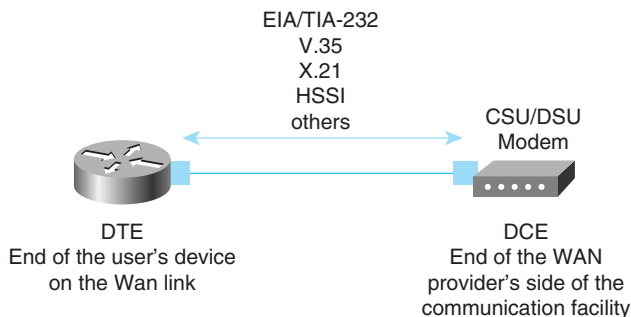 EIA/TIA-232
V.35
X.21
HSSI
others
CSU/DSU
Modem
DTE
End of the user's device
on the Wan link
DCE
End of the WAN
provider's side of the
communication facility